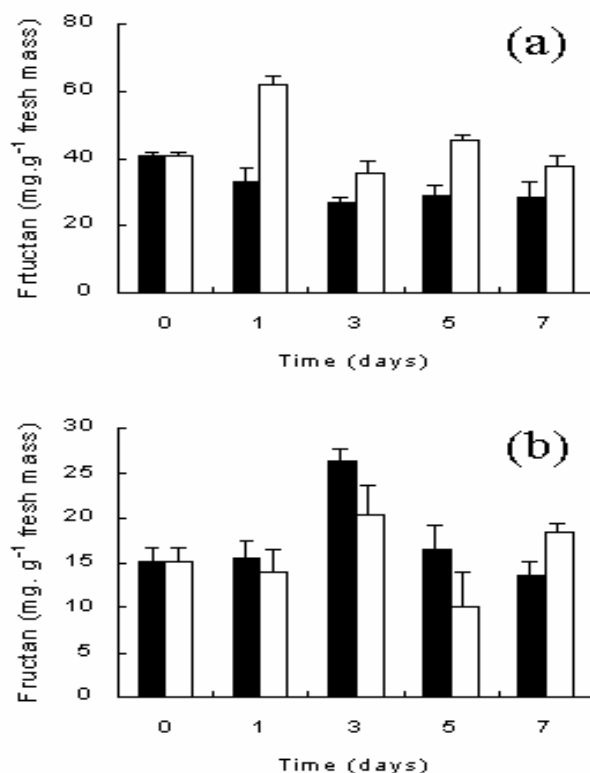 (a)
Frtuctan (mg.g⁻¹ fresh mass)
80
60
40
20
0
0 1 3 5 7
Time (days)
(b)
Fructan (mg. g⁻¹ fresh mass)
30
25
20
15
10
5
0
0 1 3 5 7
Time (days)